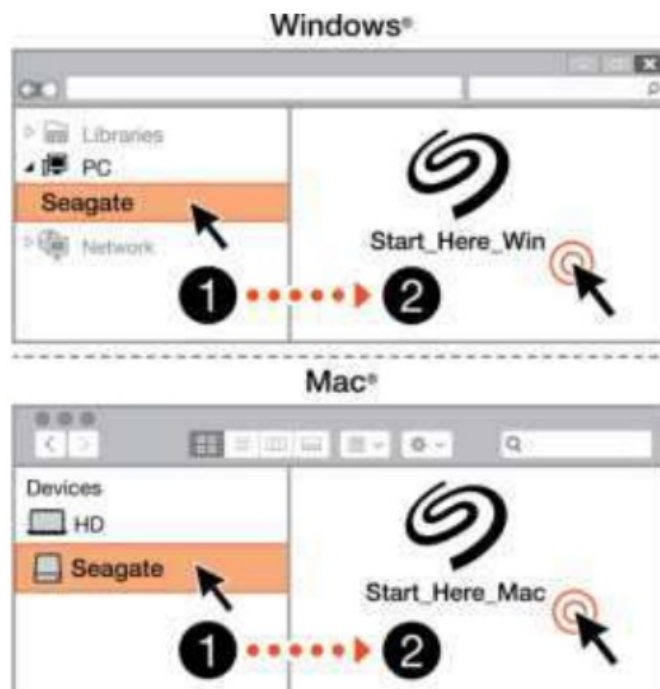 Windows®
Libraries
PC
Seagate
Network
Start_Here_Win
1
2
Mac®
Devices
HD
Seagate
Start_Here_Mac
1
2